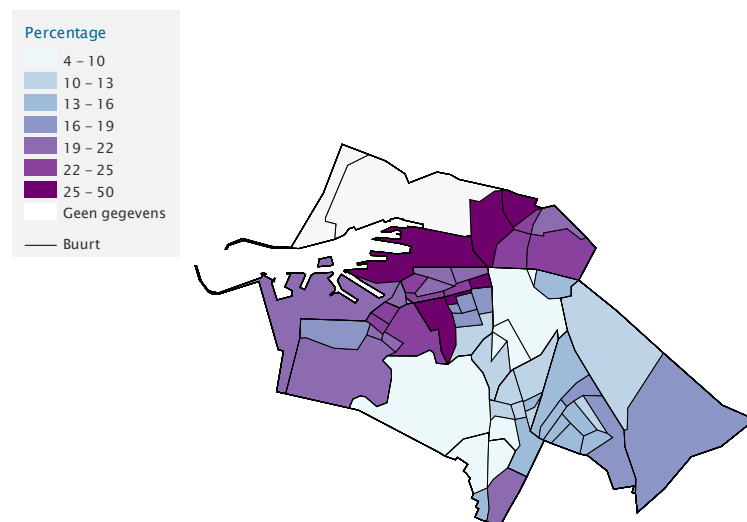 Percentage
4 – 10
10 – 13
13 – 16
16 – 19
19 – 22
22 – 25
25 – 50
Geen gegevens
Buurt